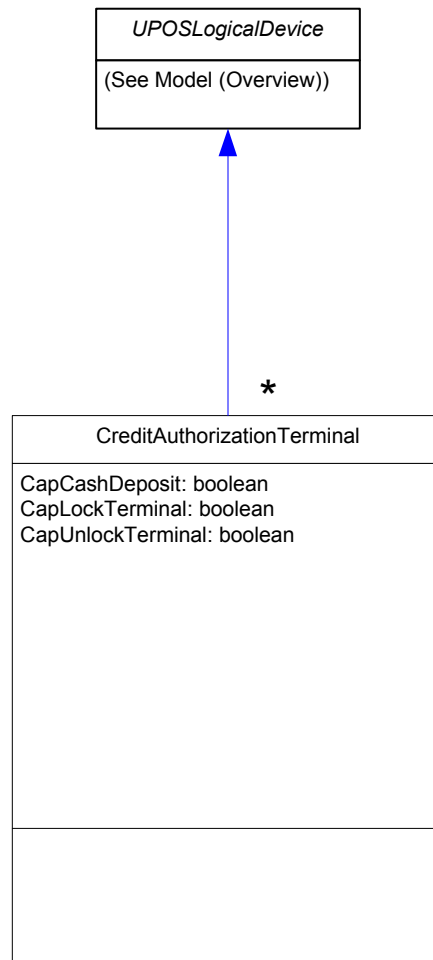 UPOSLogicalDevice
(See Model (Overview))
*
CreditAuthorizationTerminal
CapCashDeposit: boolean
CapLockTerminal: boolean
CapUnlockTerminal: boolean